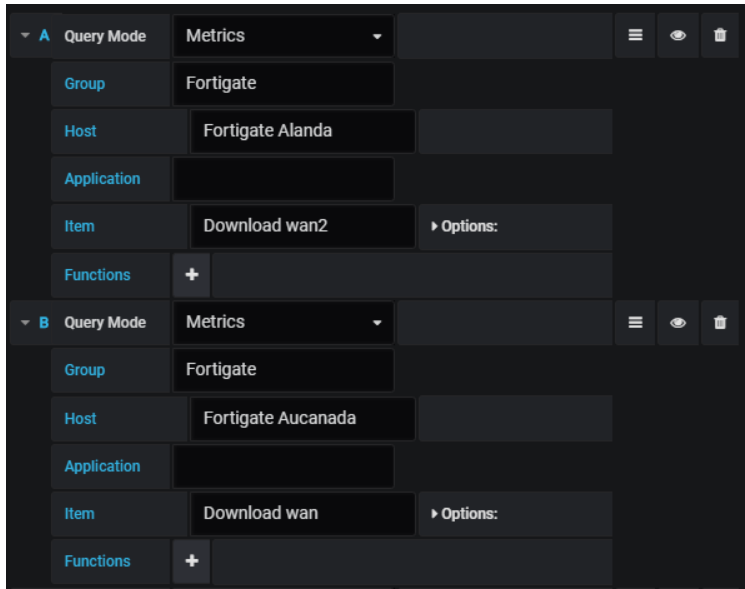 A Query Mode Metrics
Group Fortigate
Host Fortigate Alanda
Application
Item Download wan2 Options:
Functions +
B Query Mode Metrics
Group Fortigate
Host Fortigate Aucanada
Application
Item Download wan Options:
Functions +